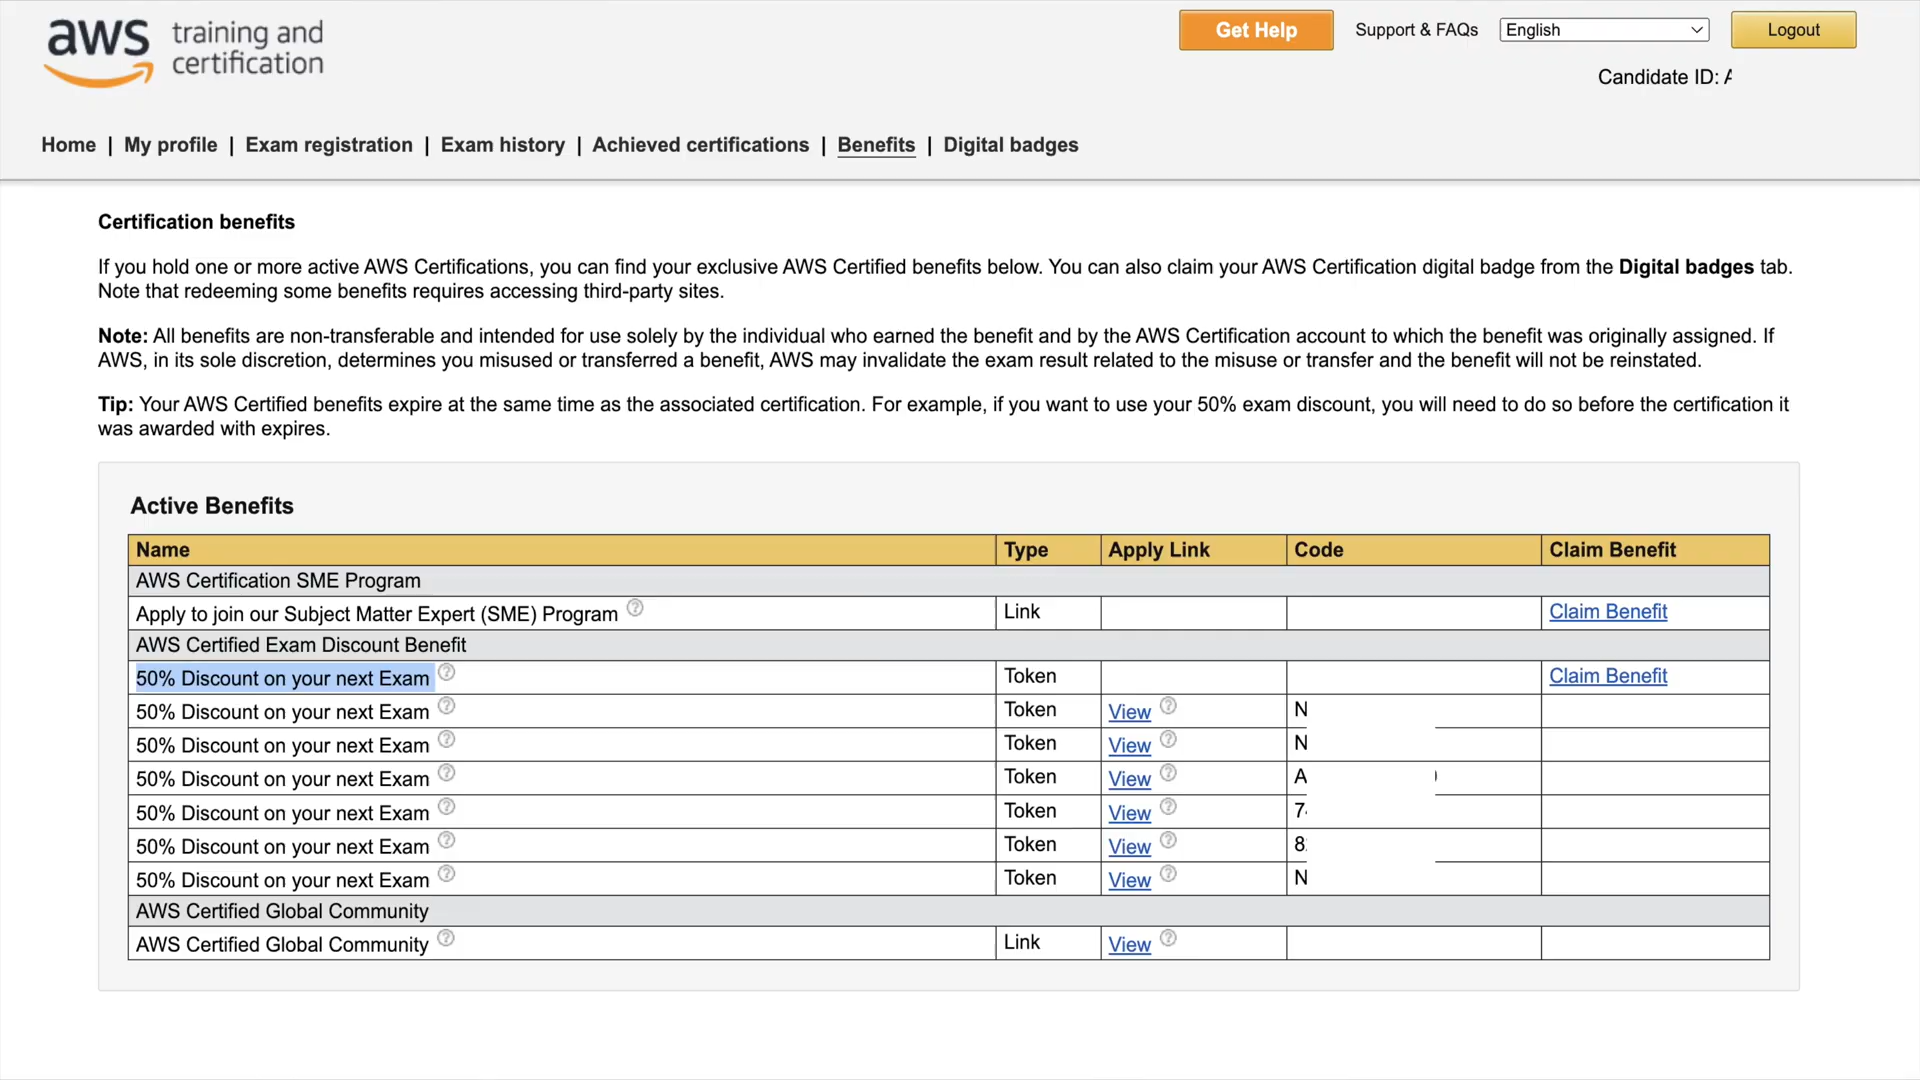 aws training and certification
Get Help
Support & FAQs
English
Logout
Candidate ID:
Home | My profile | Exam registration | Exam history | Achieved certifications | Benefits | Digital badges
Certification benefits
If you hold one or more active AWS Certifications, you can find your exclusive AWS Certified benefits below. You can also claim your AWS Certification digital badge from the Digital badges tab.
Note that redeeming some benefits requires accessing third-party sites.
Note: All benefits are non-transferable and intended for use solely by the individual who earned the benefit and by the AWS Certification account to which the benefit was originally assigned. If
AWS, in its sole discretion, determines you misused or transferred a benefit, AWS may invalidate the exam result related to the misuse or transfer and the benefit will not be reinstated.
Tip: Your AWS Certified benefits expire at the same time as the associated certification. For example, if you want to use your 50% exam discount, you will need to do so before the certification it
was awarded with expires.
Active Benefits
Name Type Apply Link Code Claim Benefit
AWS Certification SME Program
Apply to join our Subject Matter Expert (SME) Program ? Link Claim Benefit
AWS Certified Exam Discount Benefit
50% Discount on your next Exam ? Token Claim Benefit
50% Discount on your next Exam ? Token View ? N
50% Discount on your next Exam ? Token View ? N
50% Discount on your next Exam ? Token View ? A
50% Discount on your next Exam ? Token View ? 7
50% Discount on your next Exam ? Token View ? 8
50% Discount on your next Exam ? Token View ? N
AWS Certified Global Community
AWS Certified Global Community ? Link View ?